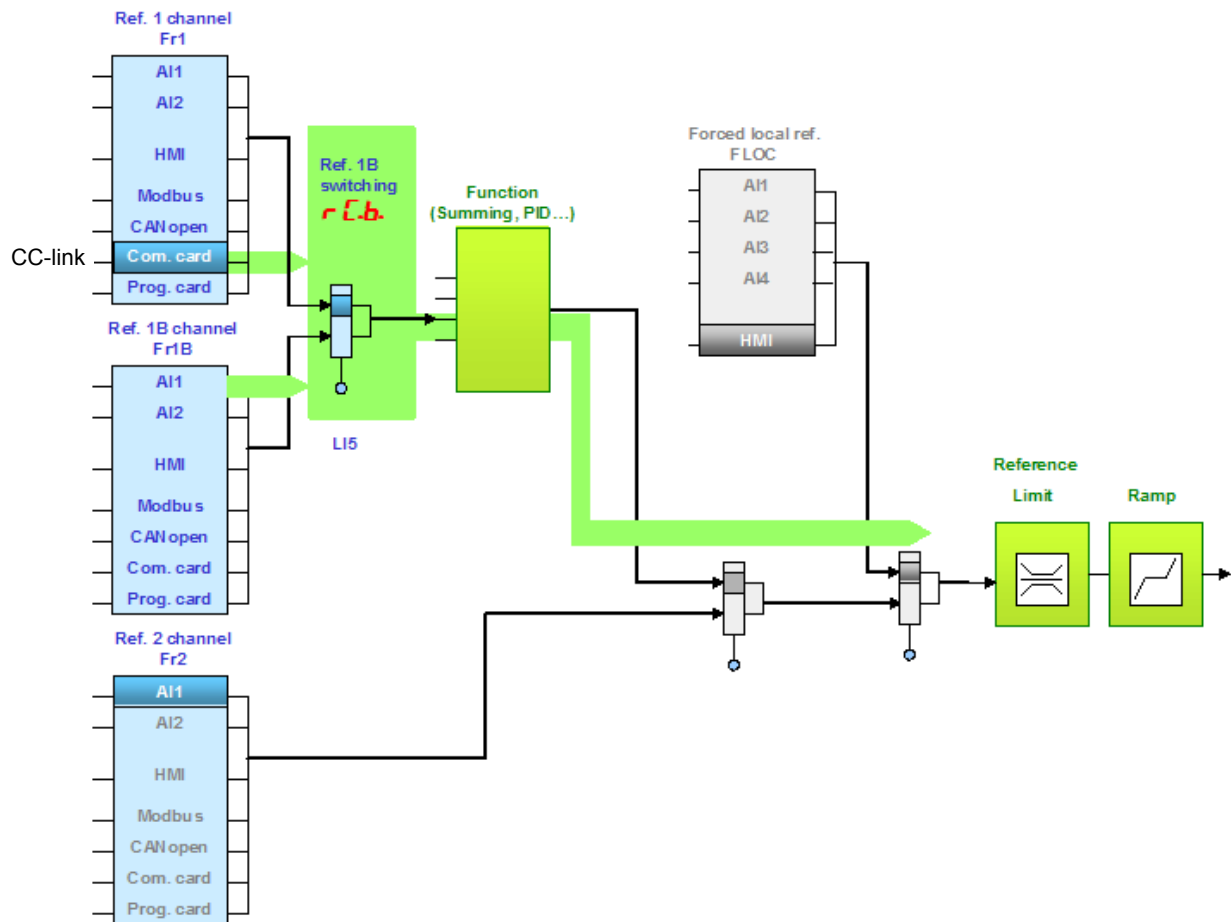 Ref. 1 channel
Fr1
AI1
AI2
HMI
Modbus
CANopen
CC-link
Com. card
Prog. card
Ref. 1B channel
Fr1B
AI1
AI2
HMI
Modbus
CANopen
Com. card
Prog. card
Ref. 2 channel
Fr2
AI1
AI2
HMI
Modbus
CANopen
Com. card
Prog. card
Ref. 1B
switching
r C.b.
LI5
Function
(Summing, PID...)
Forced local ref.
FLOC
AI1
AI2
AI3
AI4
HMI
Reference
Limit
Ramp